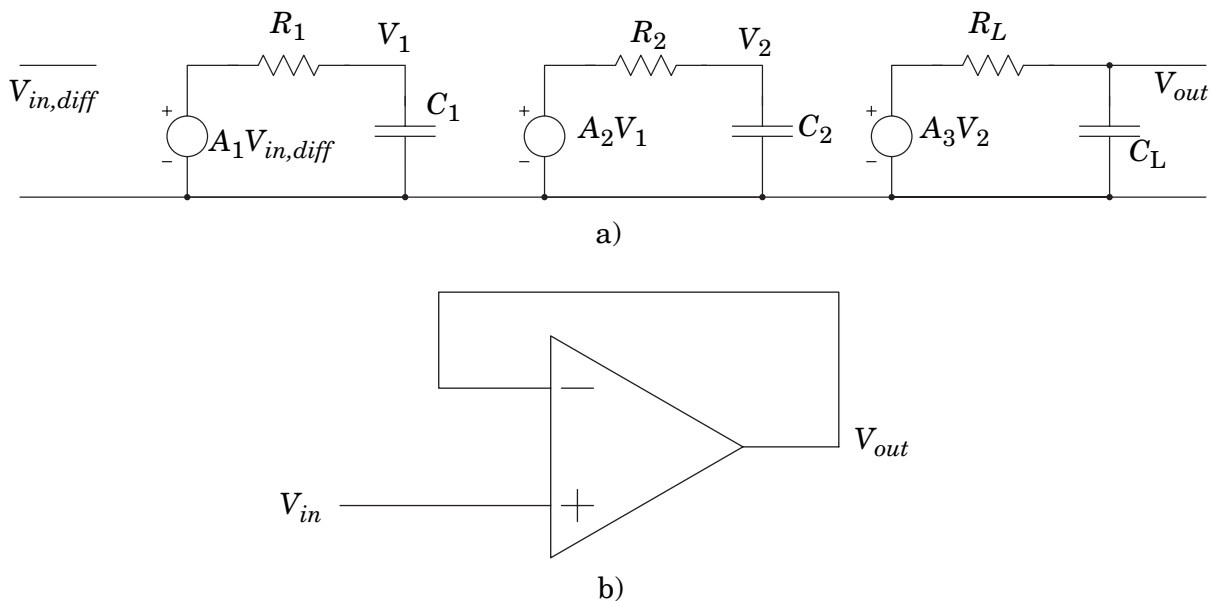 R1 V1 R2 V2 RL
Vin,diff C1 Vout
+ A1Vin,diff + A2V1 C2 + A3V2 CL
− − −
a)
−
Vout
Vin +
b)